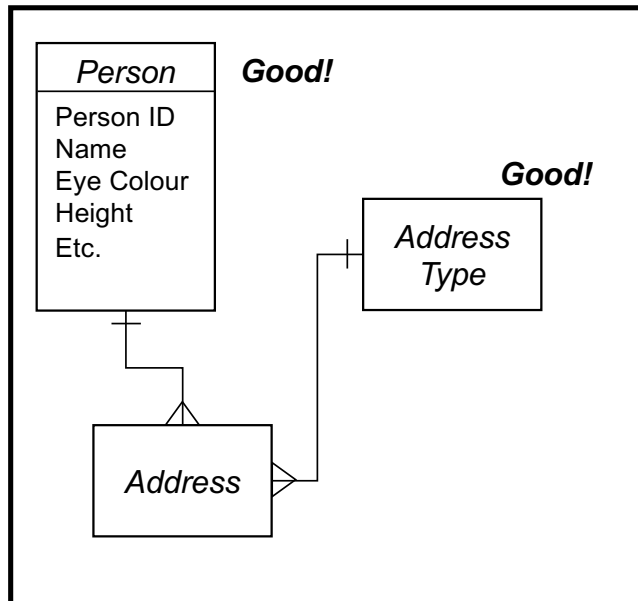 Person
Good!
Person ID
Name
Eye Colour
Height
Etc.
Good!
Address
Type
Address